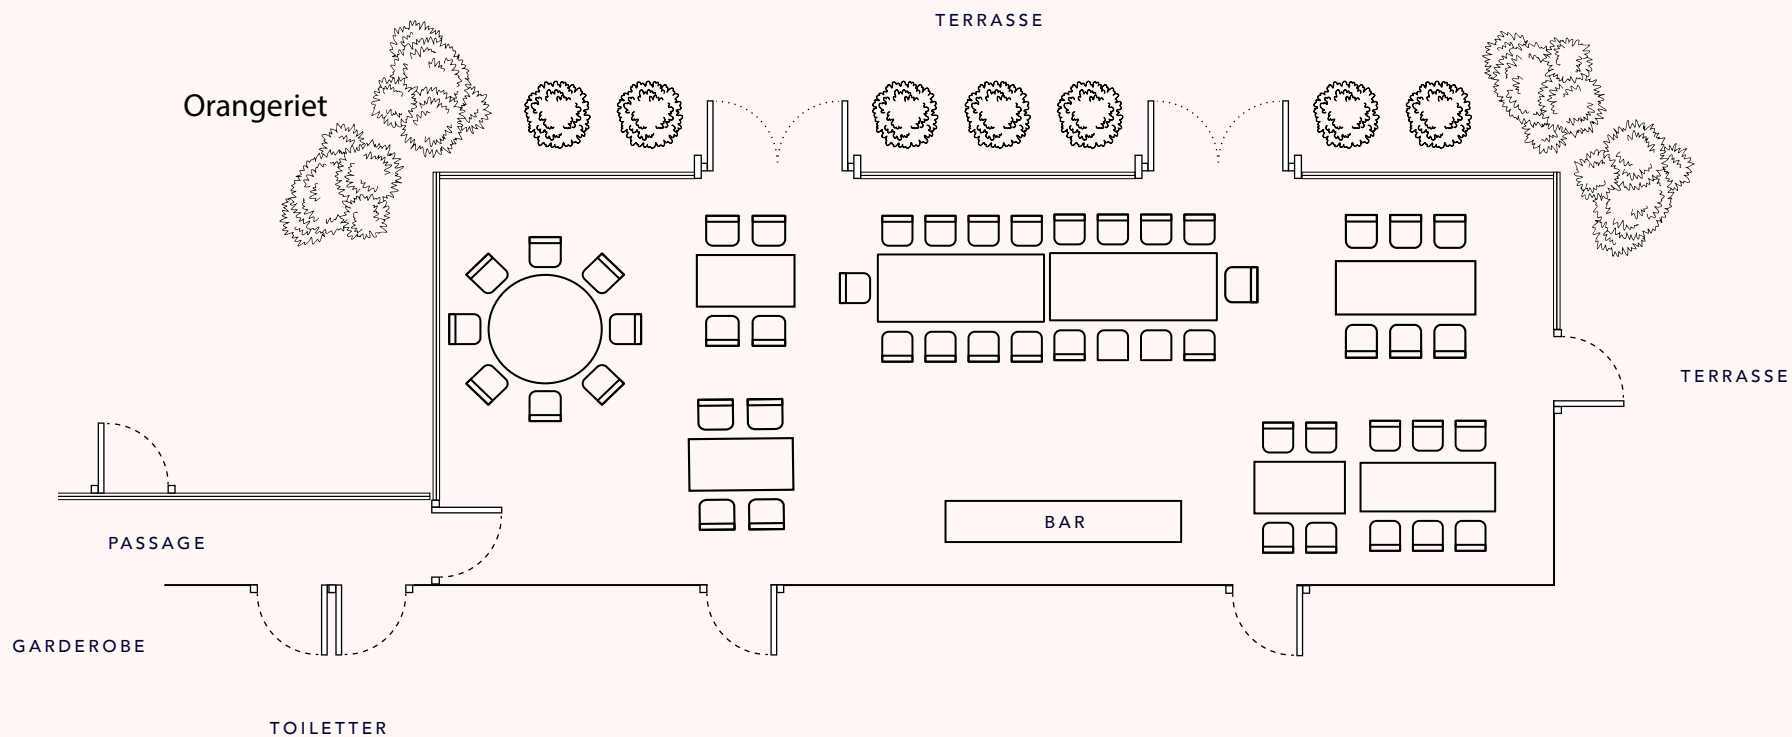 TERRASSE
Orangeriet
TERRASSE
BAR
PASSAGE
GARDEROBE
TOILETTER